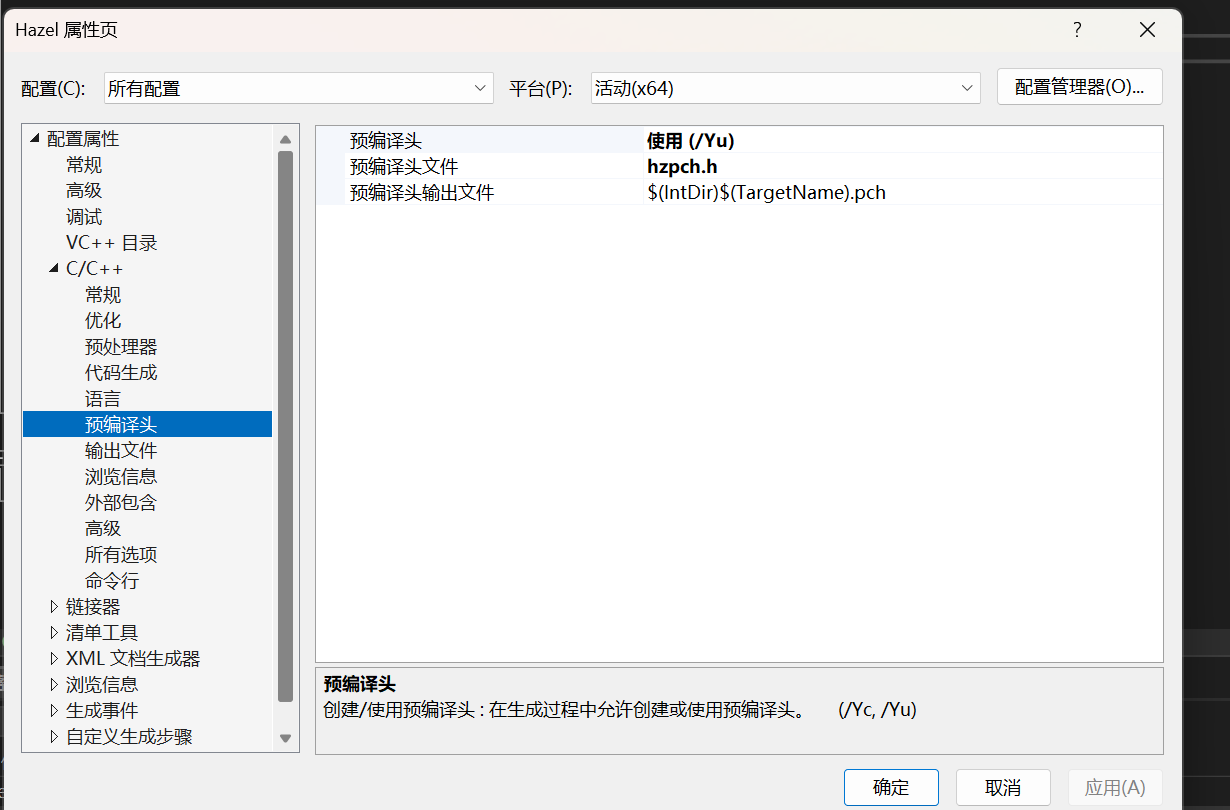 Hazel 属性页
?
配置(C): 所有配置 平台(P): 活动(x64) 配置管理器(O)...
配置属性
常规
高级
调试
VC++ 目录
C/C++
常规
优化
预处理器
代码生成
语言
预编译头
输出文件
浏览信息
外部包含
高级
所有选项
命令行
链接器
清单工具
XML 文档生成器
浏览信息
生成事件
自定义生成步骤
预编译头 使用 (/Yu)
预编译头文件 hzpch.h
预编译头输出文件 $(IntDir)$(TargetName).pch
预编译头
创建/使用预编译头 : 在生成过程中允许创建或使用预编译头。 (/Yc, /Yu)
确定 取消 应用(A)